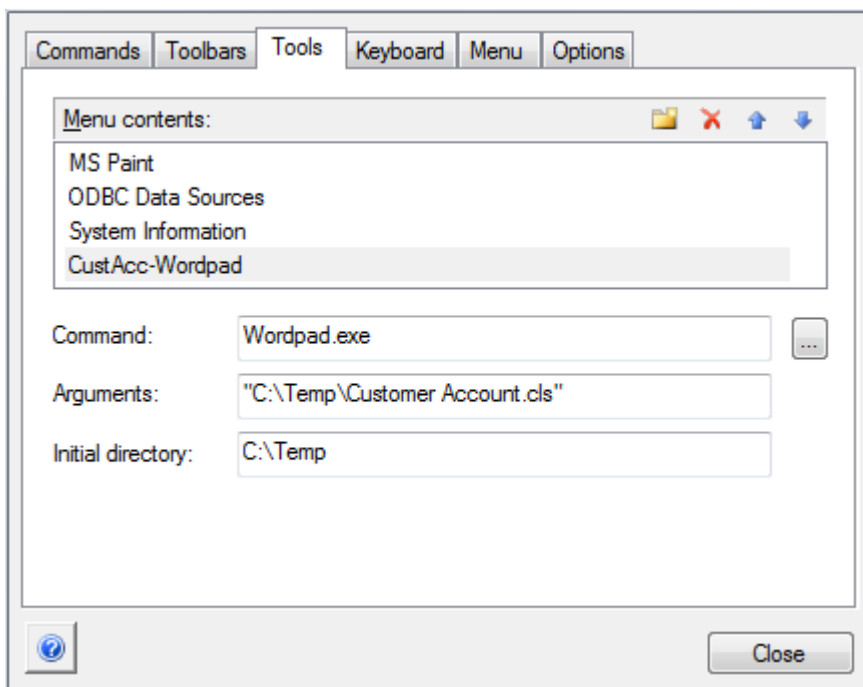 Commands Toolbars Tools Keyboard Menu Options
Menu contents:
MS Paint
ODBC Data Sources
System Information
CustAcc-Wordpad
Command: Wordpad.exe ...
Arguments: "C:\Temp\Customer Account.cls"
Initial directory: C:\Temp
?
Close